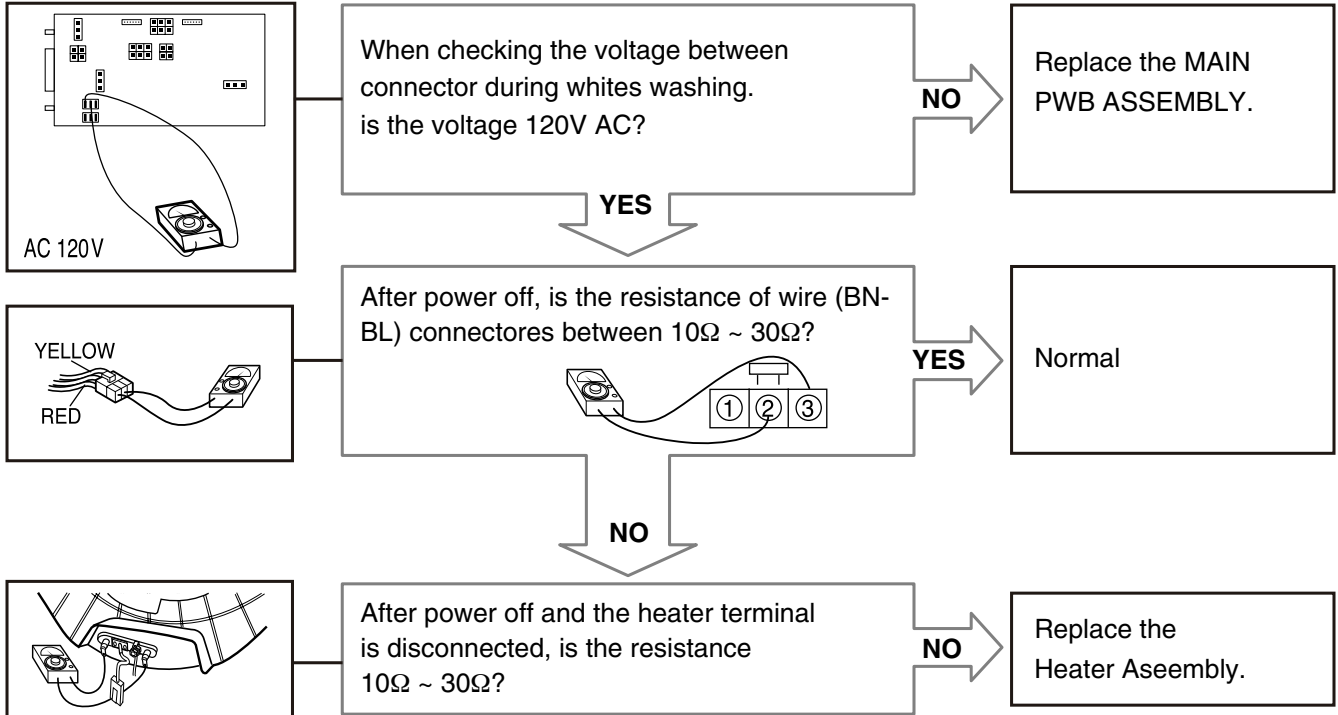 AC 120V
When checking the voltage between
connector during whites washing.
is the voltage 120V AC?
NO
Replace the MAIN
PWB ASSEMBLY.
YES
YELLOW
RED
After power off, is the resistance of wire (BN-
BL) connectores between 10Ω ~ 30Ω?
① ② ③
YES
Normal
NO
After power off and the heater terminal
is disconnected, is the resistance
10Ω ~ 30Ω?
NO
Replace the
Heater Aseembly.